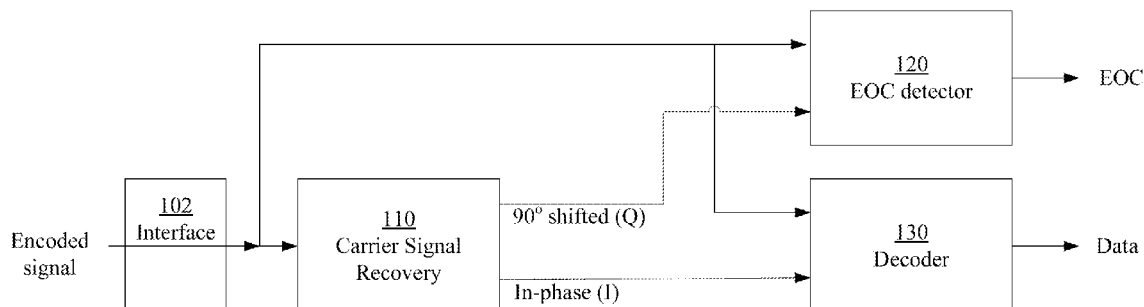 120
EOC detector
EOC
90° shifted (Q)
102
Interface
110
Carrier Signal
Recovery
130
Decoder
Encoded
signal
Data
In-phase (I)